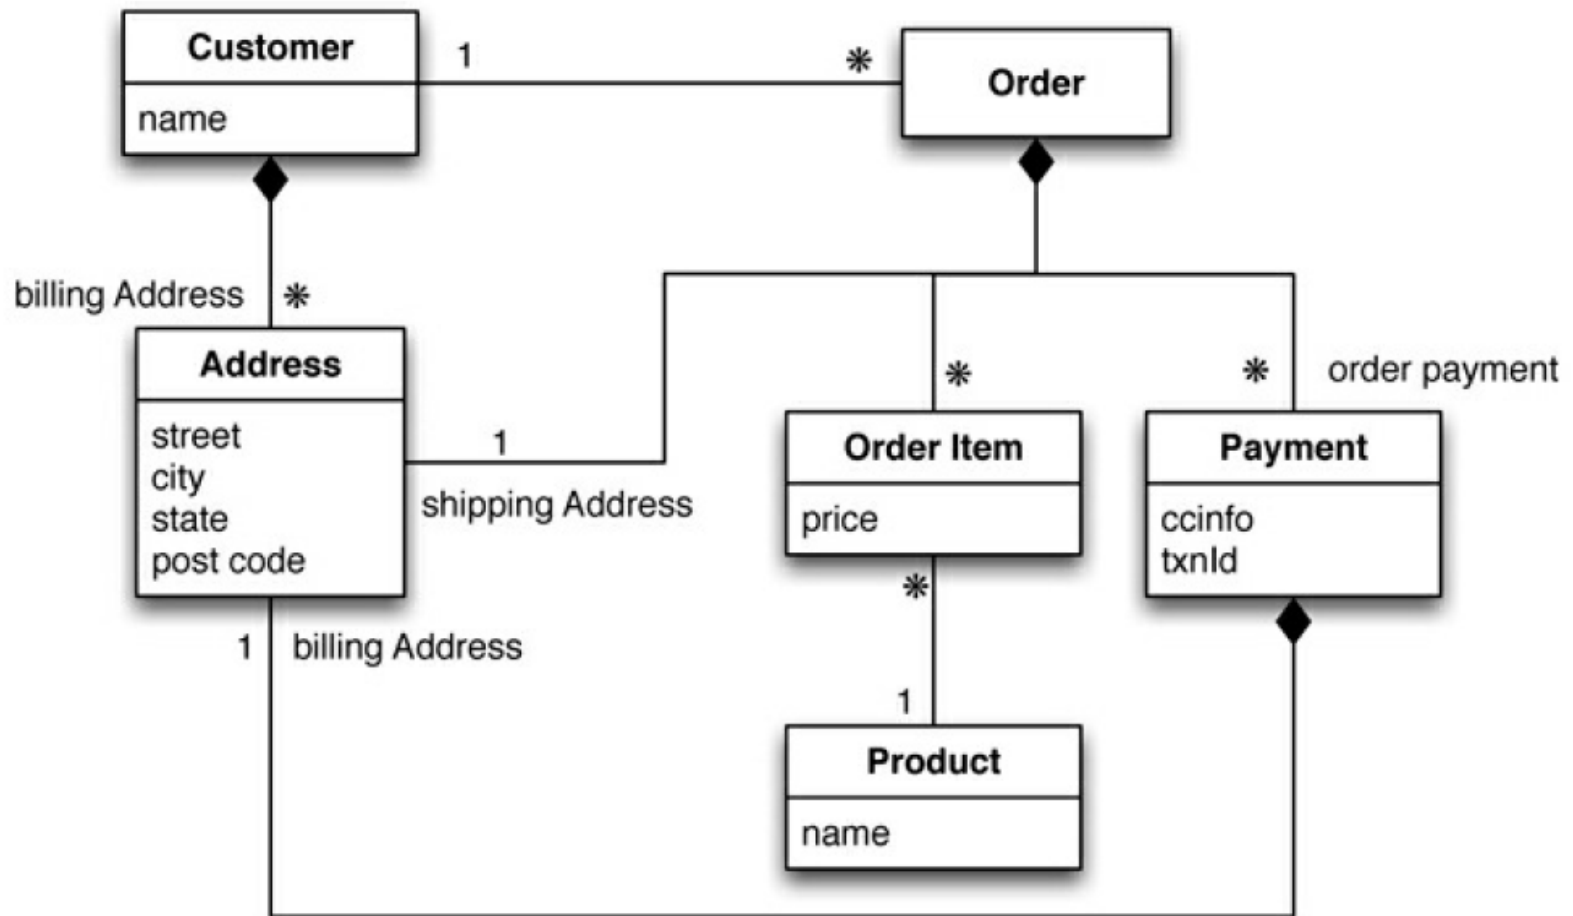 Customer
name
1
*
Order
billing Address
*
Address
street
city
state
post code
1
shipping Address
*
Order Item
price
*
order payment
Payment
ccinfo
txnId
1
billing Address
*
1
Product
name